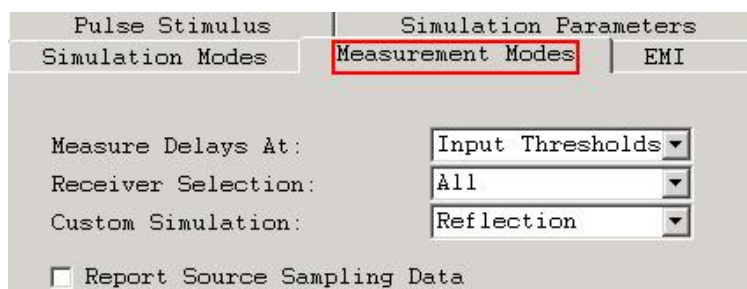 Pulse Stimulus Simulation Parameters
Simulation Modes Measurement Modes EMI
Measure Delays At: Input Thresholds
Receiver Selection: All
Custom Simulation: Reflection
Report Source Sampling Data